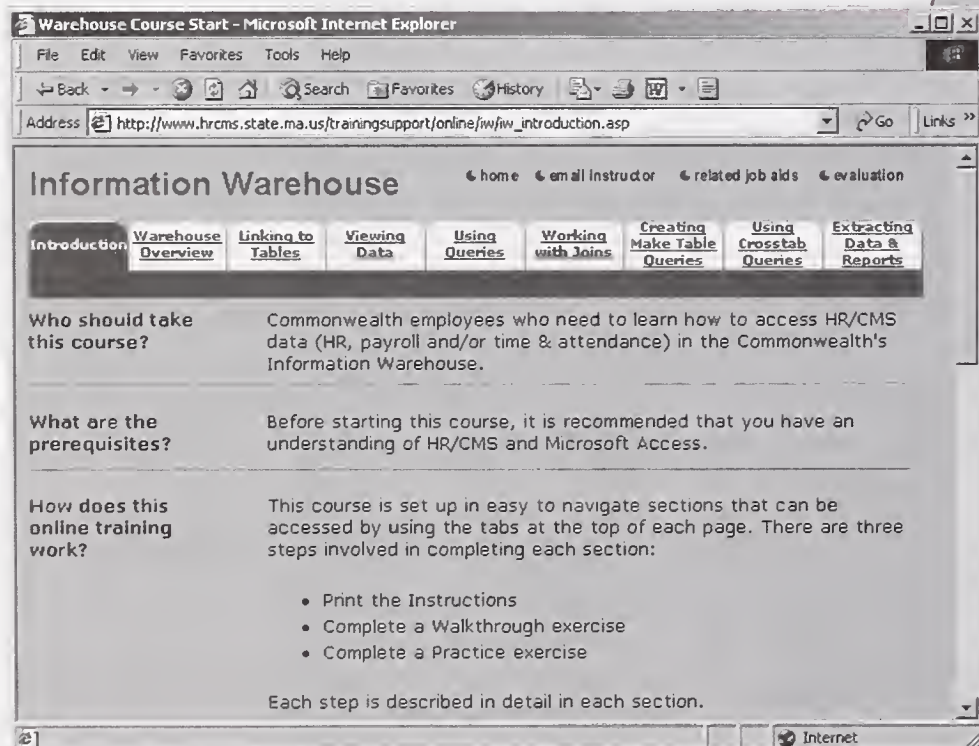 Warehouse Course Start - Microsoft Internet Explorer
File Edit View Favorites Tools Help
Back Search Favorites History
Address http://www.hrcms.state.ma.us/trainingsupport/online/iw/iw_introduction.asp Go Links »
Information Warehouse home email instructor related job aids evaluation
Introduction Warehouse Overview Linking to Tables Viewing Data Using Queries Working with Joins Creating Make Table Queries Using Crosstab Queries Extracting Data & Reports
Who should take this course?
Commonwealth employees who need to learn how to access HR/CMS
data (HR, payroll and/or time & attendance) in the Commonwealth's
Information Warehouse.
What are the prerequisites?
Before starting this course, it is recommended that you have an
understanding of HR/CMS and Microsoft Access.
How does this online training work?
This course is set up in easy to navigate sections that can be
accessed by using the tabs at the top of each page. There are three
steps involved in completing each section:
• Print the Instructions
• Complete a Walkthrough exercise
• Complete a Practice exercise
Each step is described in detail in each section.
Internet